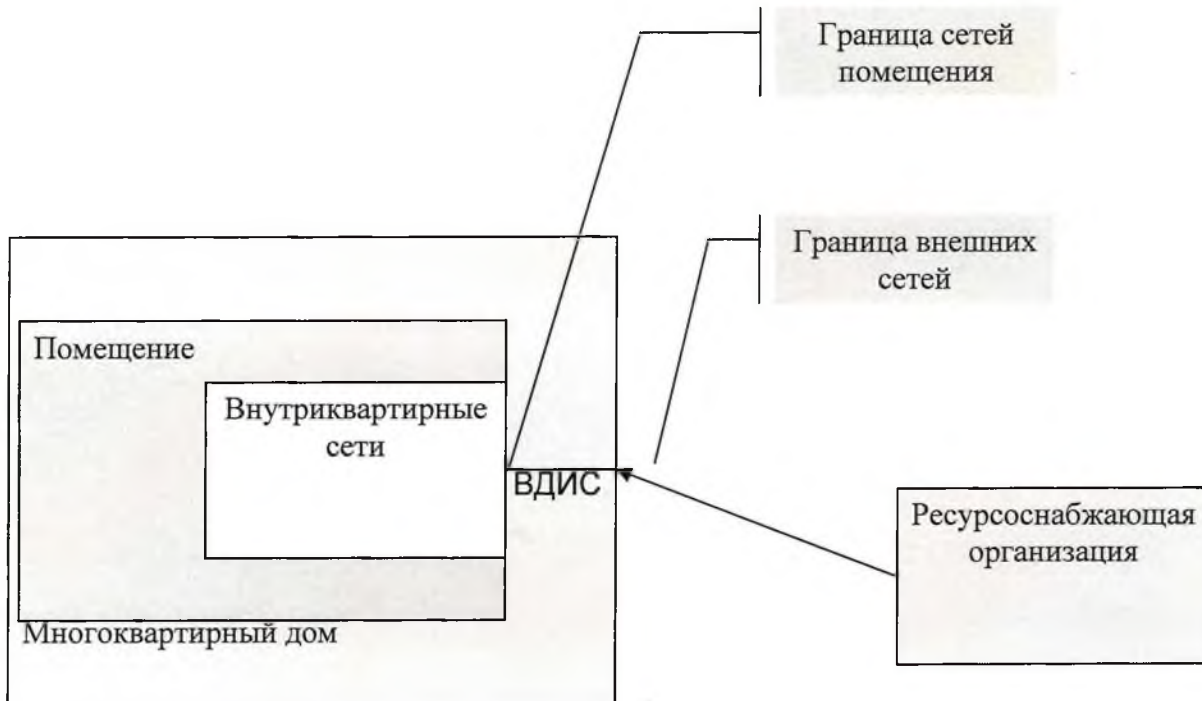 Граница сетей
помещения
Граница внешних
сетей
Помещение
Внутриквартирные
сети
ВДИС
Ресурсоснабжающая
организация
Многоквартирный дом